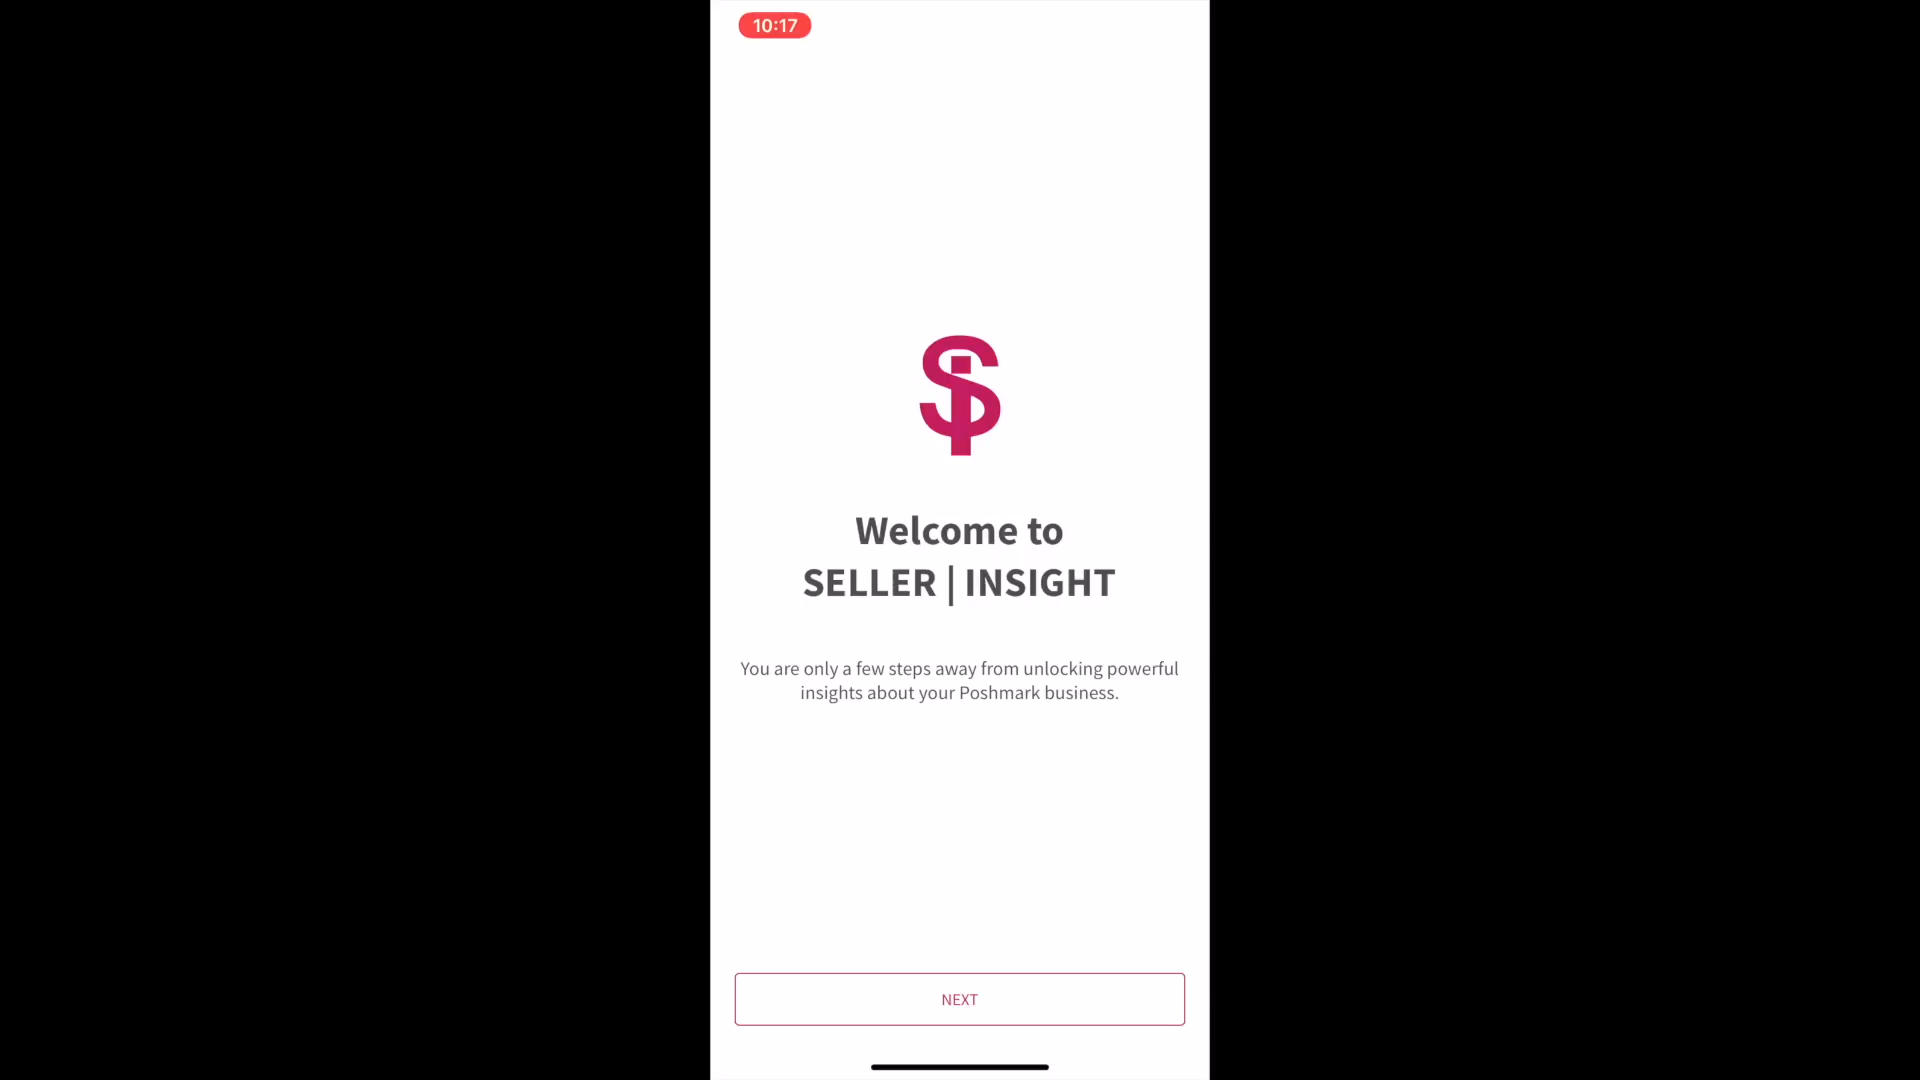 10:17
Welcome to
SELLER | INSIGHT
You are only a few steps away from unlocking powerful
insights about your Poshmark business.
NEXT